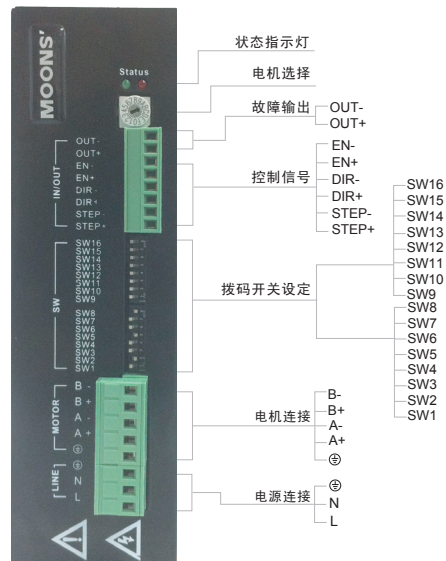 MOONS'
Status
OUT-
OUT+
EN-
EN+
DIR-
DIR+
STEP-
STEP+
IN/OUT
SW16
SW15
SW14
SW13
SW12
SW11
SW10
SW9
SW8
SW7
SW6
SW5
SW4
SW3
SW2
SW1
SW
B -
B +
A -
A +
MOTOR
N
L
LINE
状态指示灯
电机选择
故障输出
OUT-
OUT+
控制信号
EN-
EN+
DIR-
DIR+
STEP-
STEP+
拨码开关设定
SW16
SW15
SW14
SW13
SW12
SW11
SW10
SW9
SW8
SW7
SW6
SW5
SW4
SW3
SW2
SW1
电机连接
B-
B+
A-
A+
电源连接
N
L